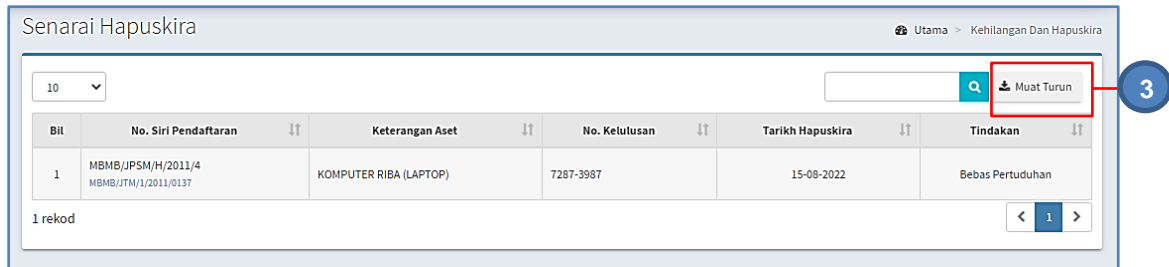 Senarai Hapuskira
Utama > Kehilangan Dan Hapuskira
10
Muat Turun
3
Bil No. Siri Pendaftaran Keterangan Aset No. Kelulusan Tarikh Hapuskira Tindakan
1 MBMB/JPSM/H/2011/4 KOMPUTER RIBA (LAPTOP) 7287-3987 15-08-2022 Bebas Pertuduhan
MBMB/JTM/1/2011/0137
1 rekod
< 1 >